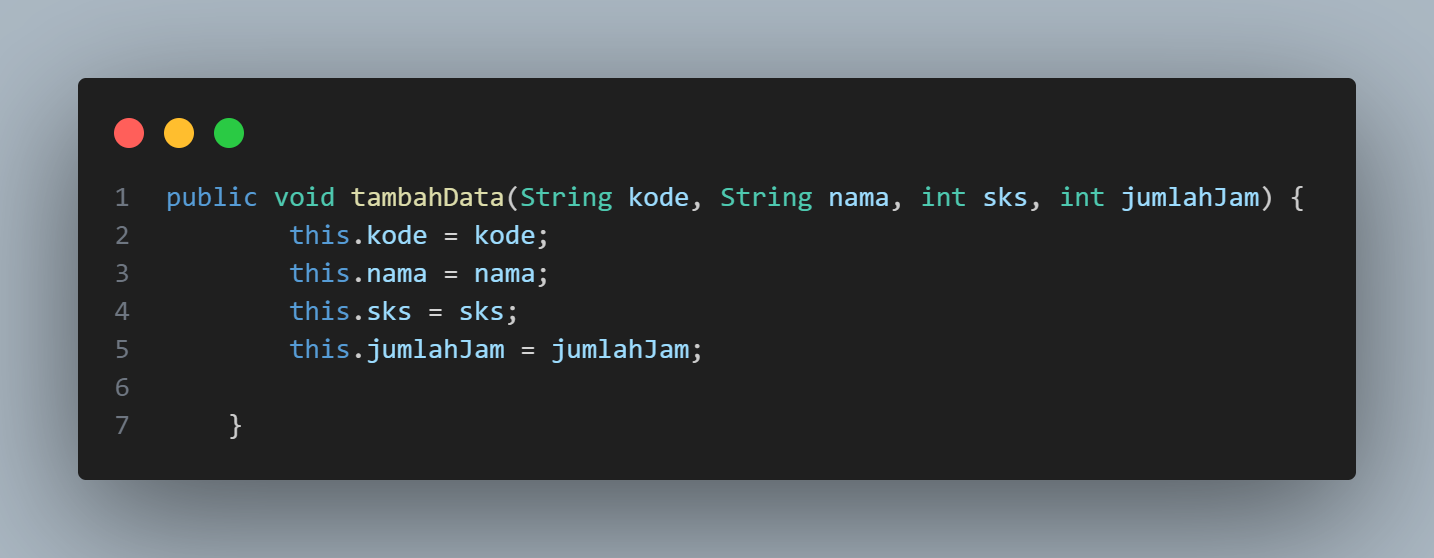 1 public void tambahData(String kode, String nama, int sks, int jumlahJam) {
2         this.kode = kode;
3         this.nama = nama;
4         this.sks = sks;
5         this.jumlahJam = jumlahJam;
6
7     }